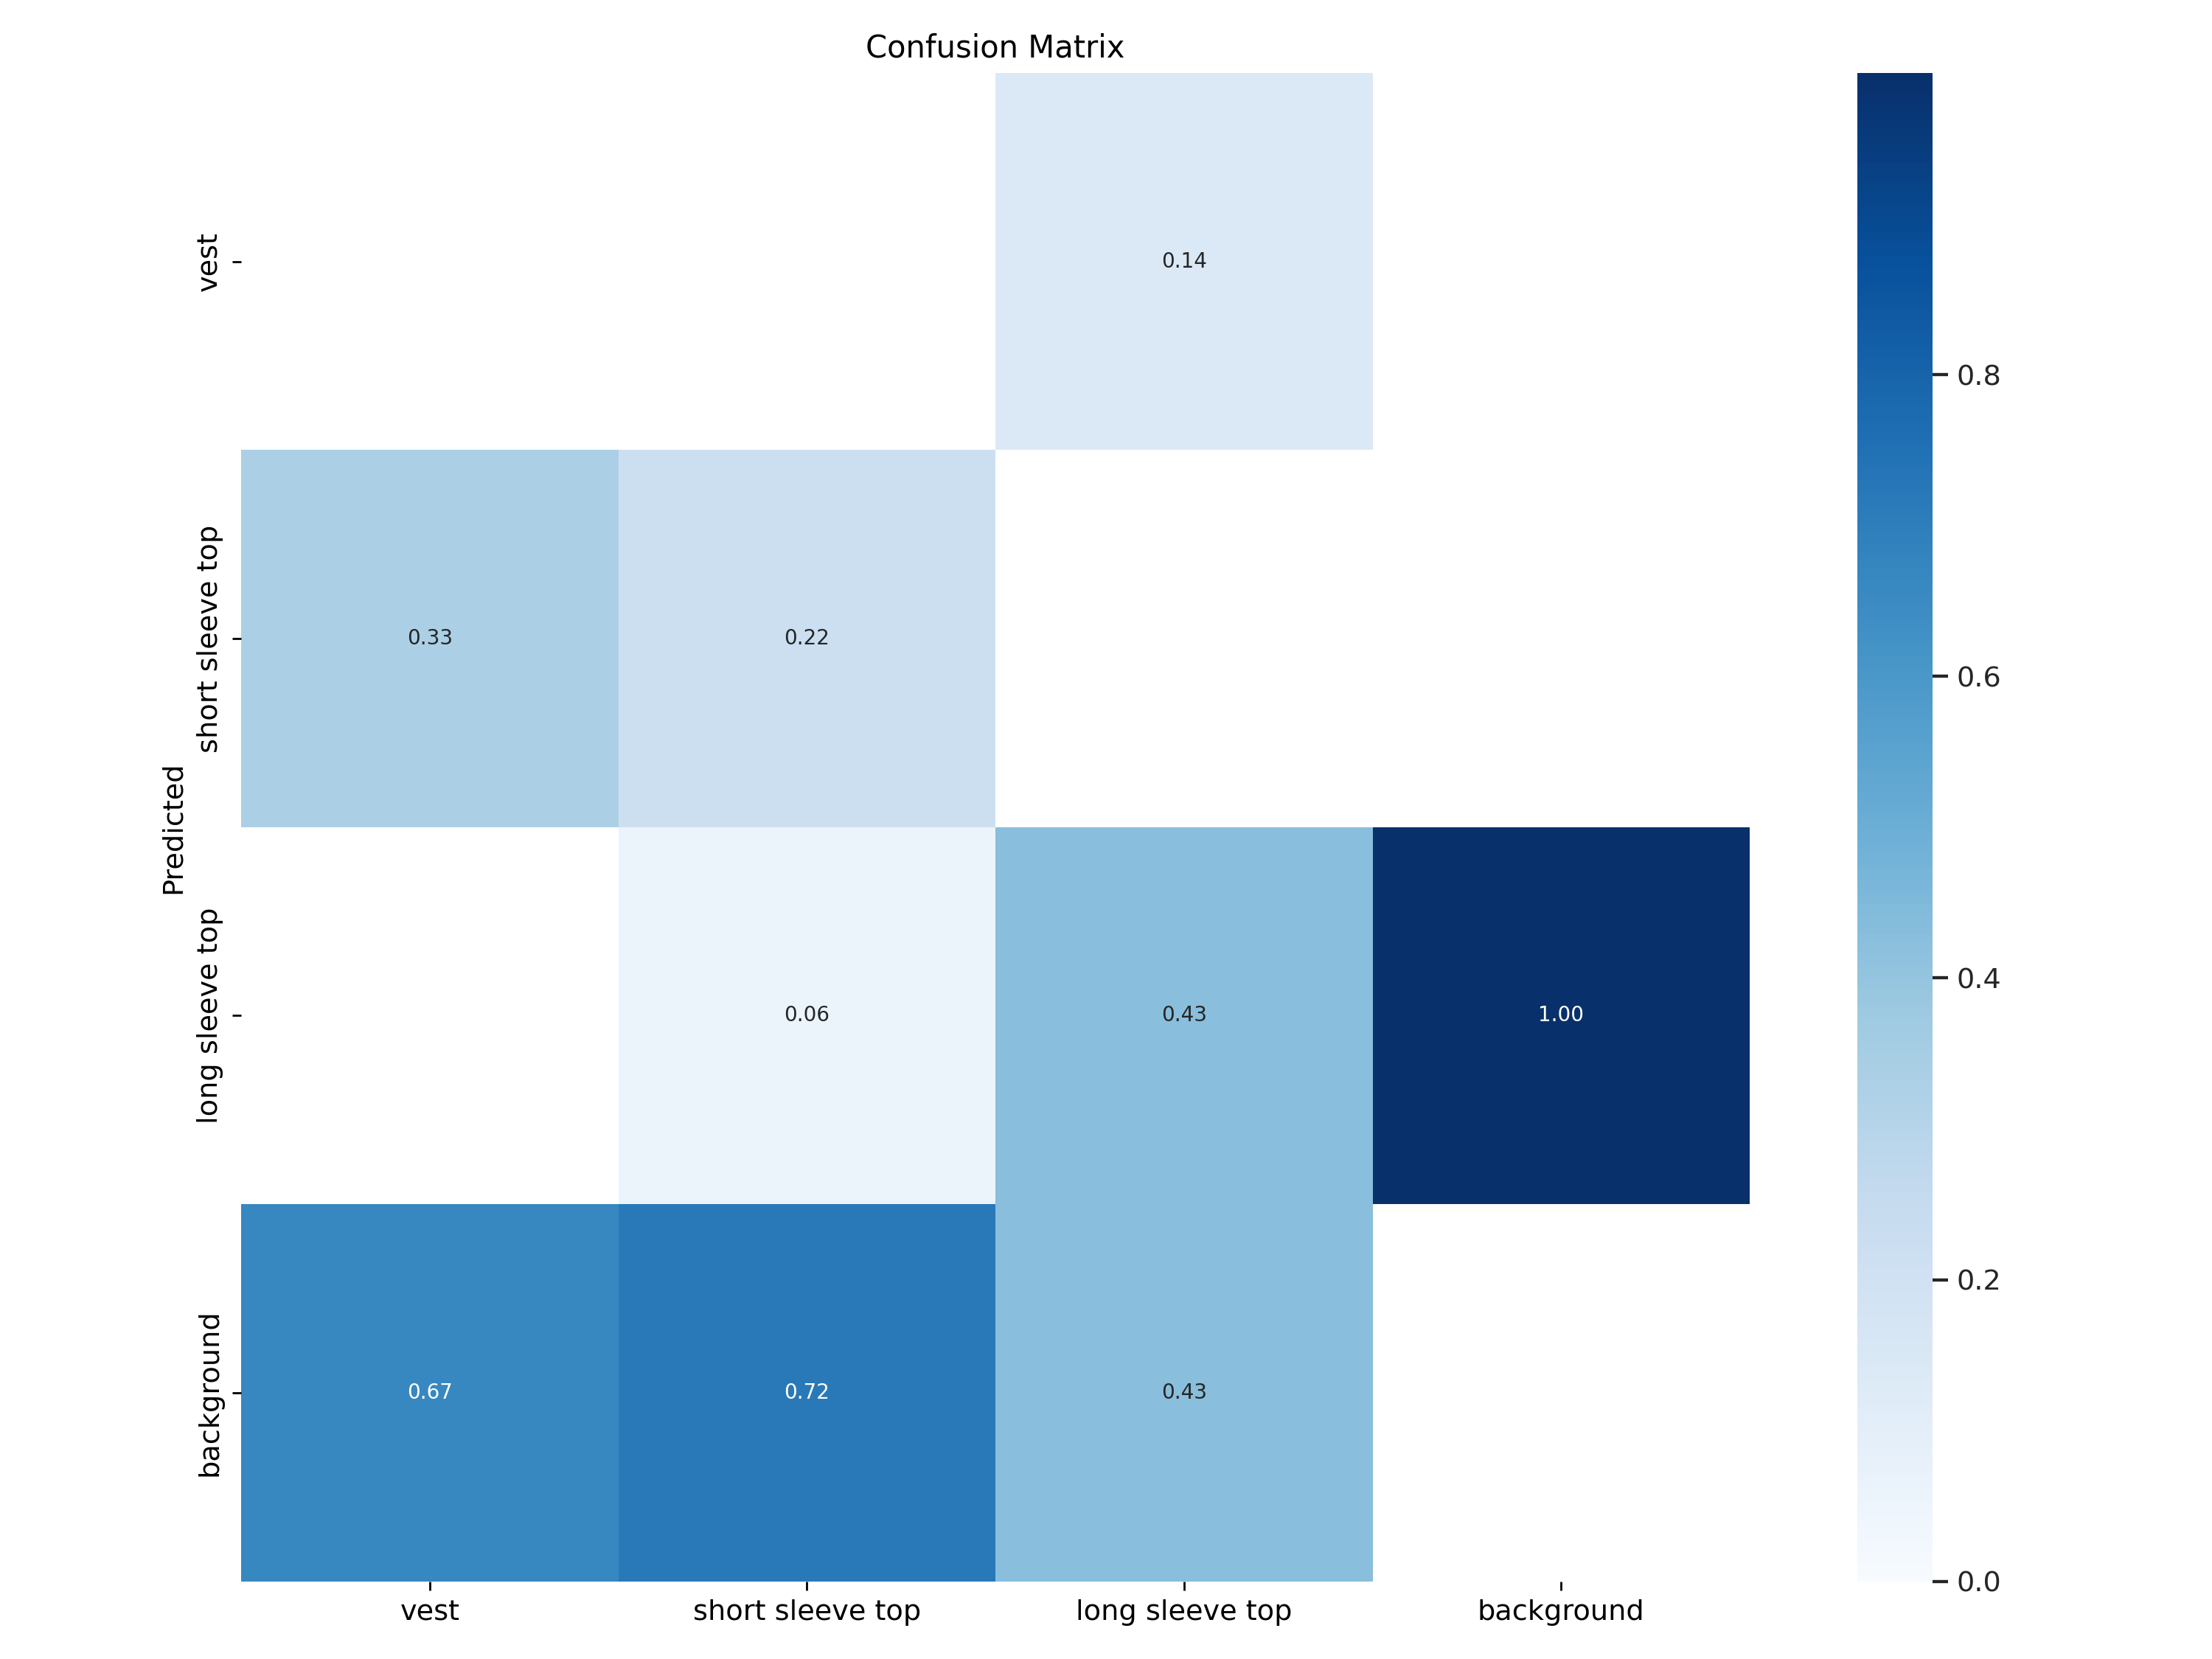 Confusion Matrix
vest
0.14
0.8
short sleeve top
0.33
0.22
0.6
Predicted
long sleeve top
0.06
0.43
1.00
0.4
background
0.67
0.72
0.43
0.2
0.0
vest
short sleeve top
long sleeve top
background